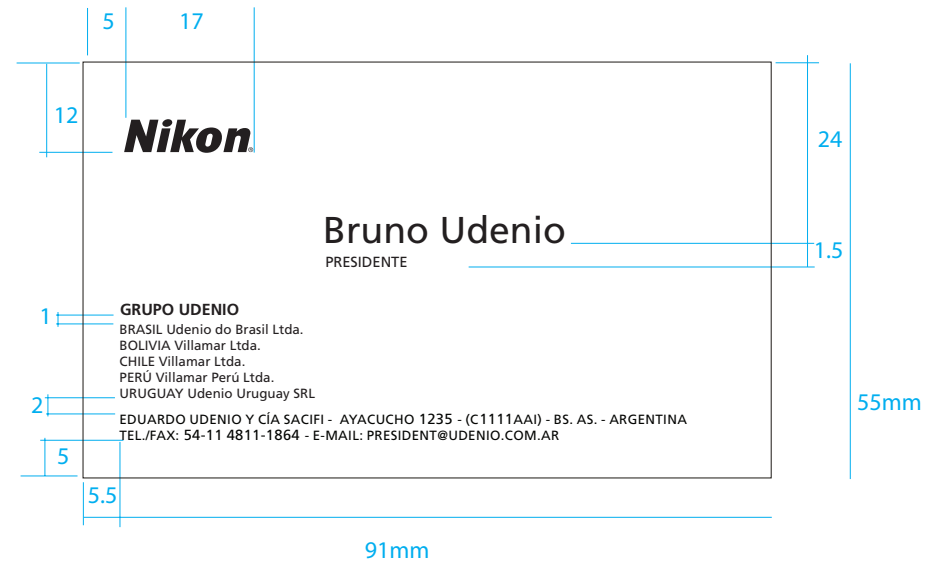 5 17
12
24
Nikon®
Bruno Udenio
1.5
PRESIDENTE
1
GRUPO UDENIO
BRASIL Udenio do Brasil Ltda.
BOLIVIA Villamar Ltda.
CHILE Villamar Ltda.
PERÚ Villamar Perú Ltda.
URUGUAY Udenio Uruguay SRL
2
55mm
EDUARDO UDENIO Y CÍA SACIFI - AYACUCHO 1235 - (C1111AAI) - BS. AS. - ARGENTINA
TEL./FAX: 54-11 4811-1864 - E-MAIL: PRESIDENT@UDENIO.COM.AR
5
5.5
91mm